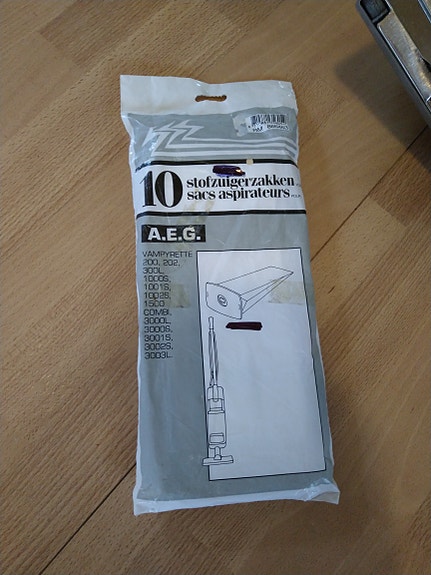 10
stofzuigerzakken
sacs aspirateurs
A.E.G.
VAMPYRETTE
200, 202,
300L,
1000S,
1001S,
1002S,
1500
COMBI,
3000L,
3000S,
3001S,
3002S,
3003L.